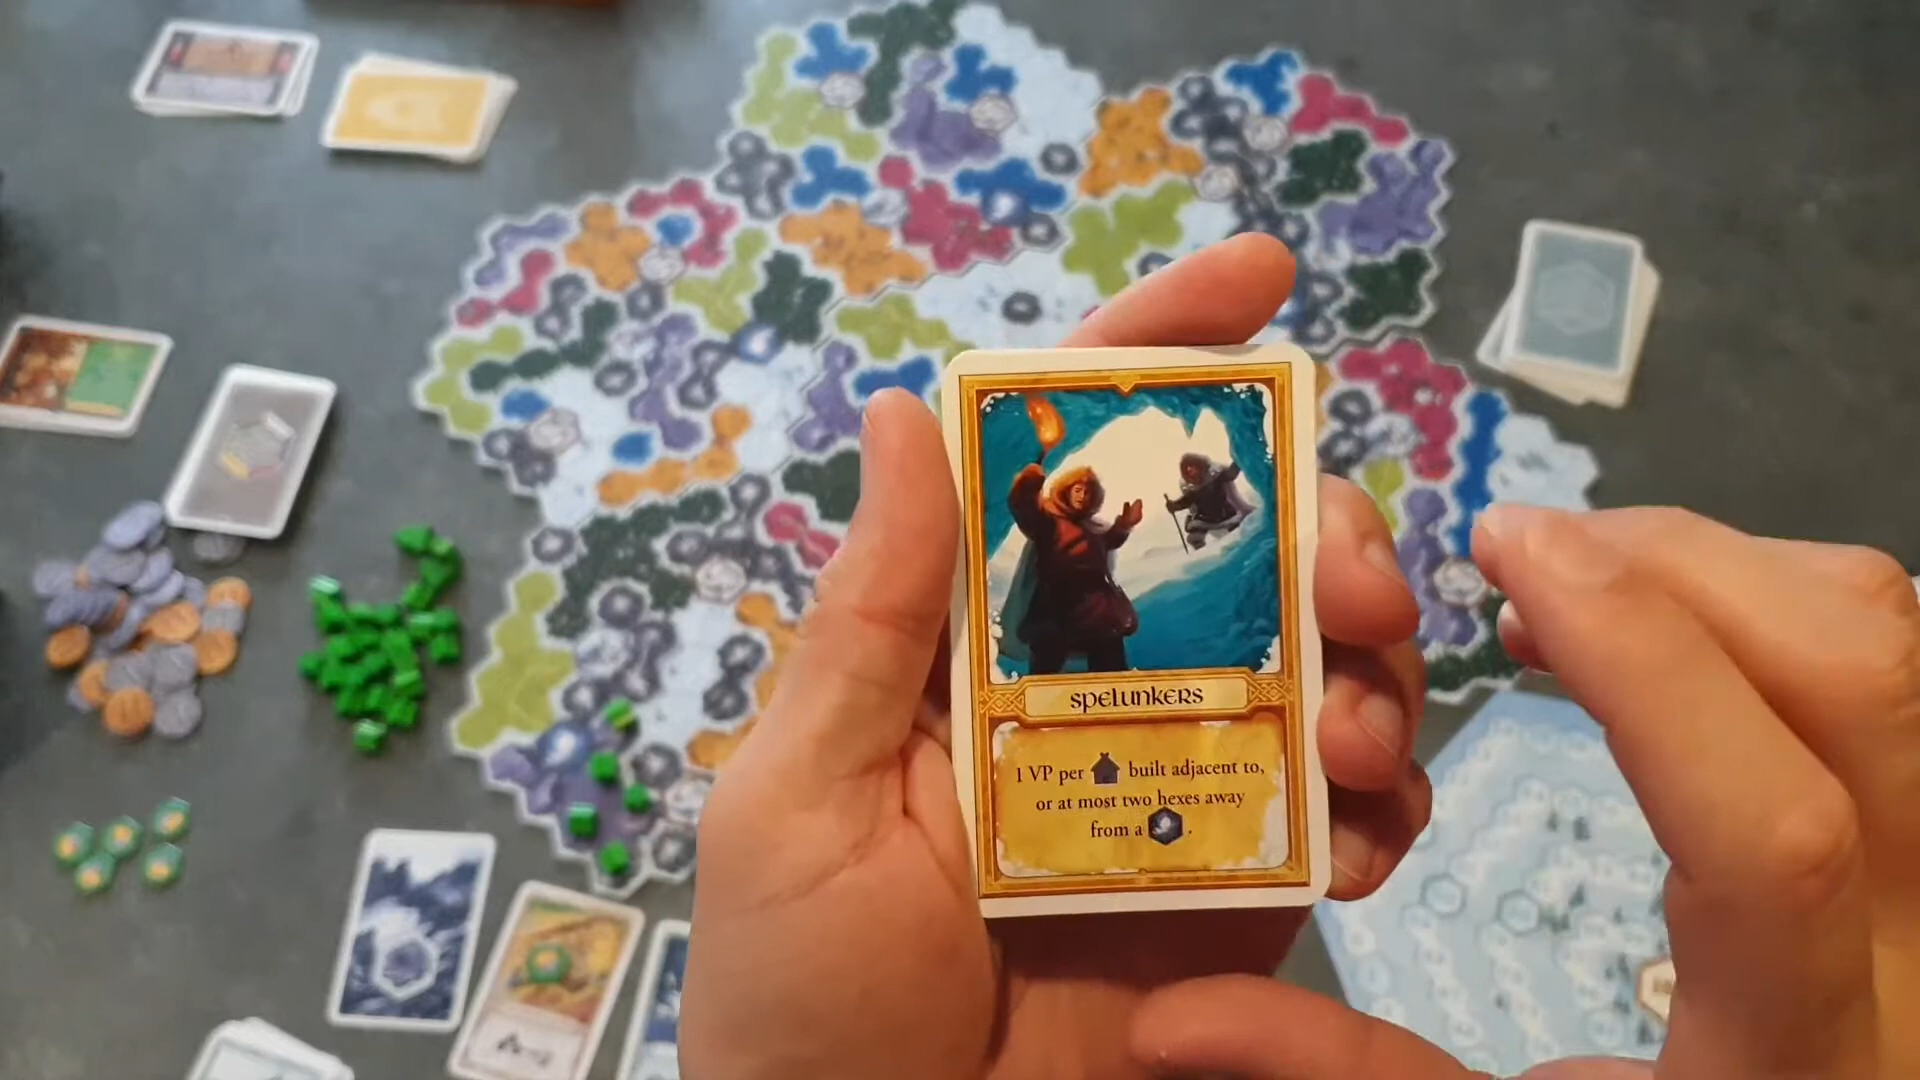 spelunkers
1 VP per built adjacent to,
or at most two hexes away
from a .